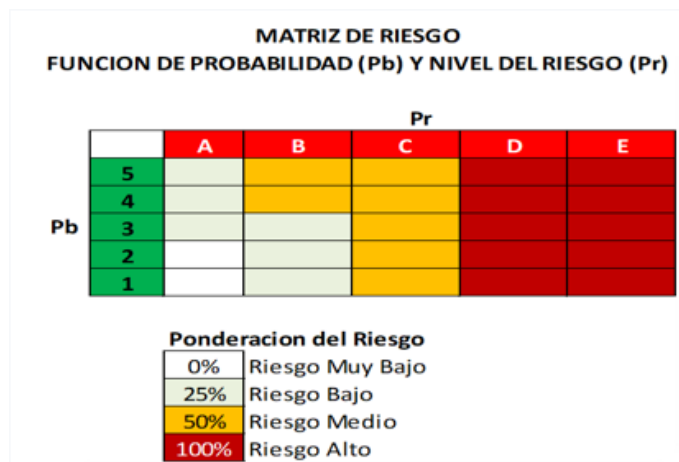 MATRIZ DE RIESGO
FUNCION DE PROBABILIDAD (Pb) Y NIVEL DEL RIESGO (Pr)
Pr
A B C D E
5
4
Pb 3
2
1
Ponderacion del Riesgo
0% Riesgo Muy Bajo
25% Riesgo Bajo
50% Riesgo Medio
100% Riesgo Alto